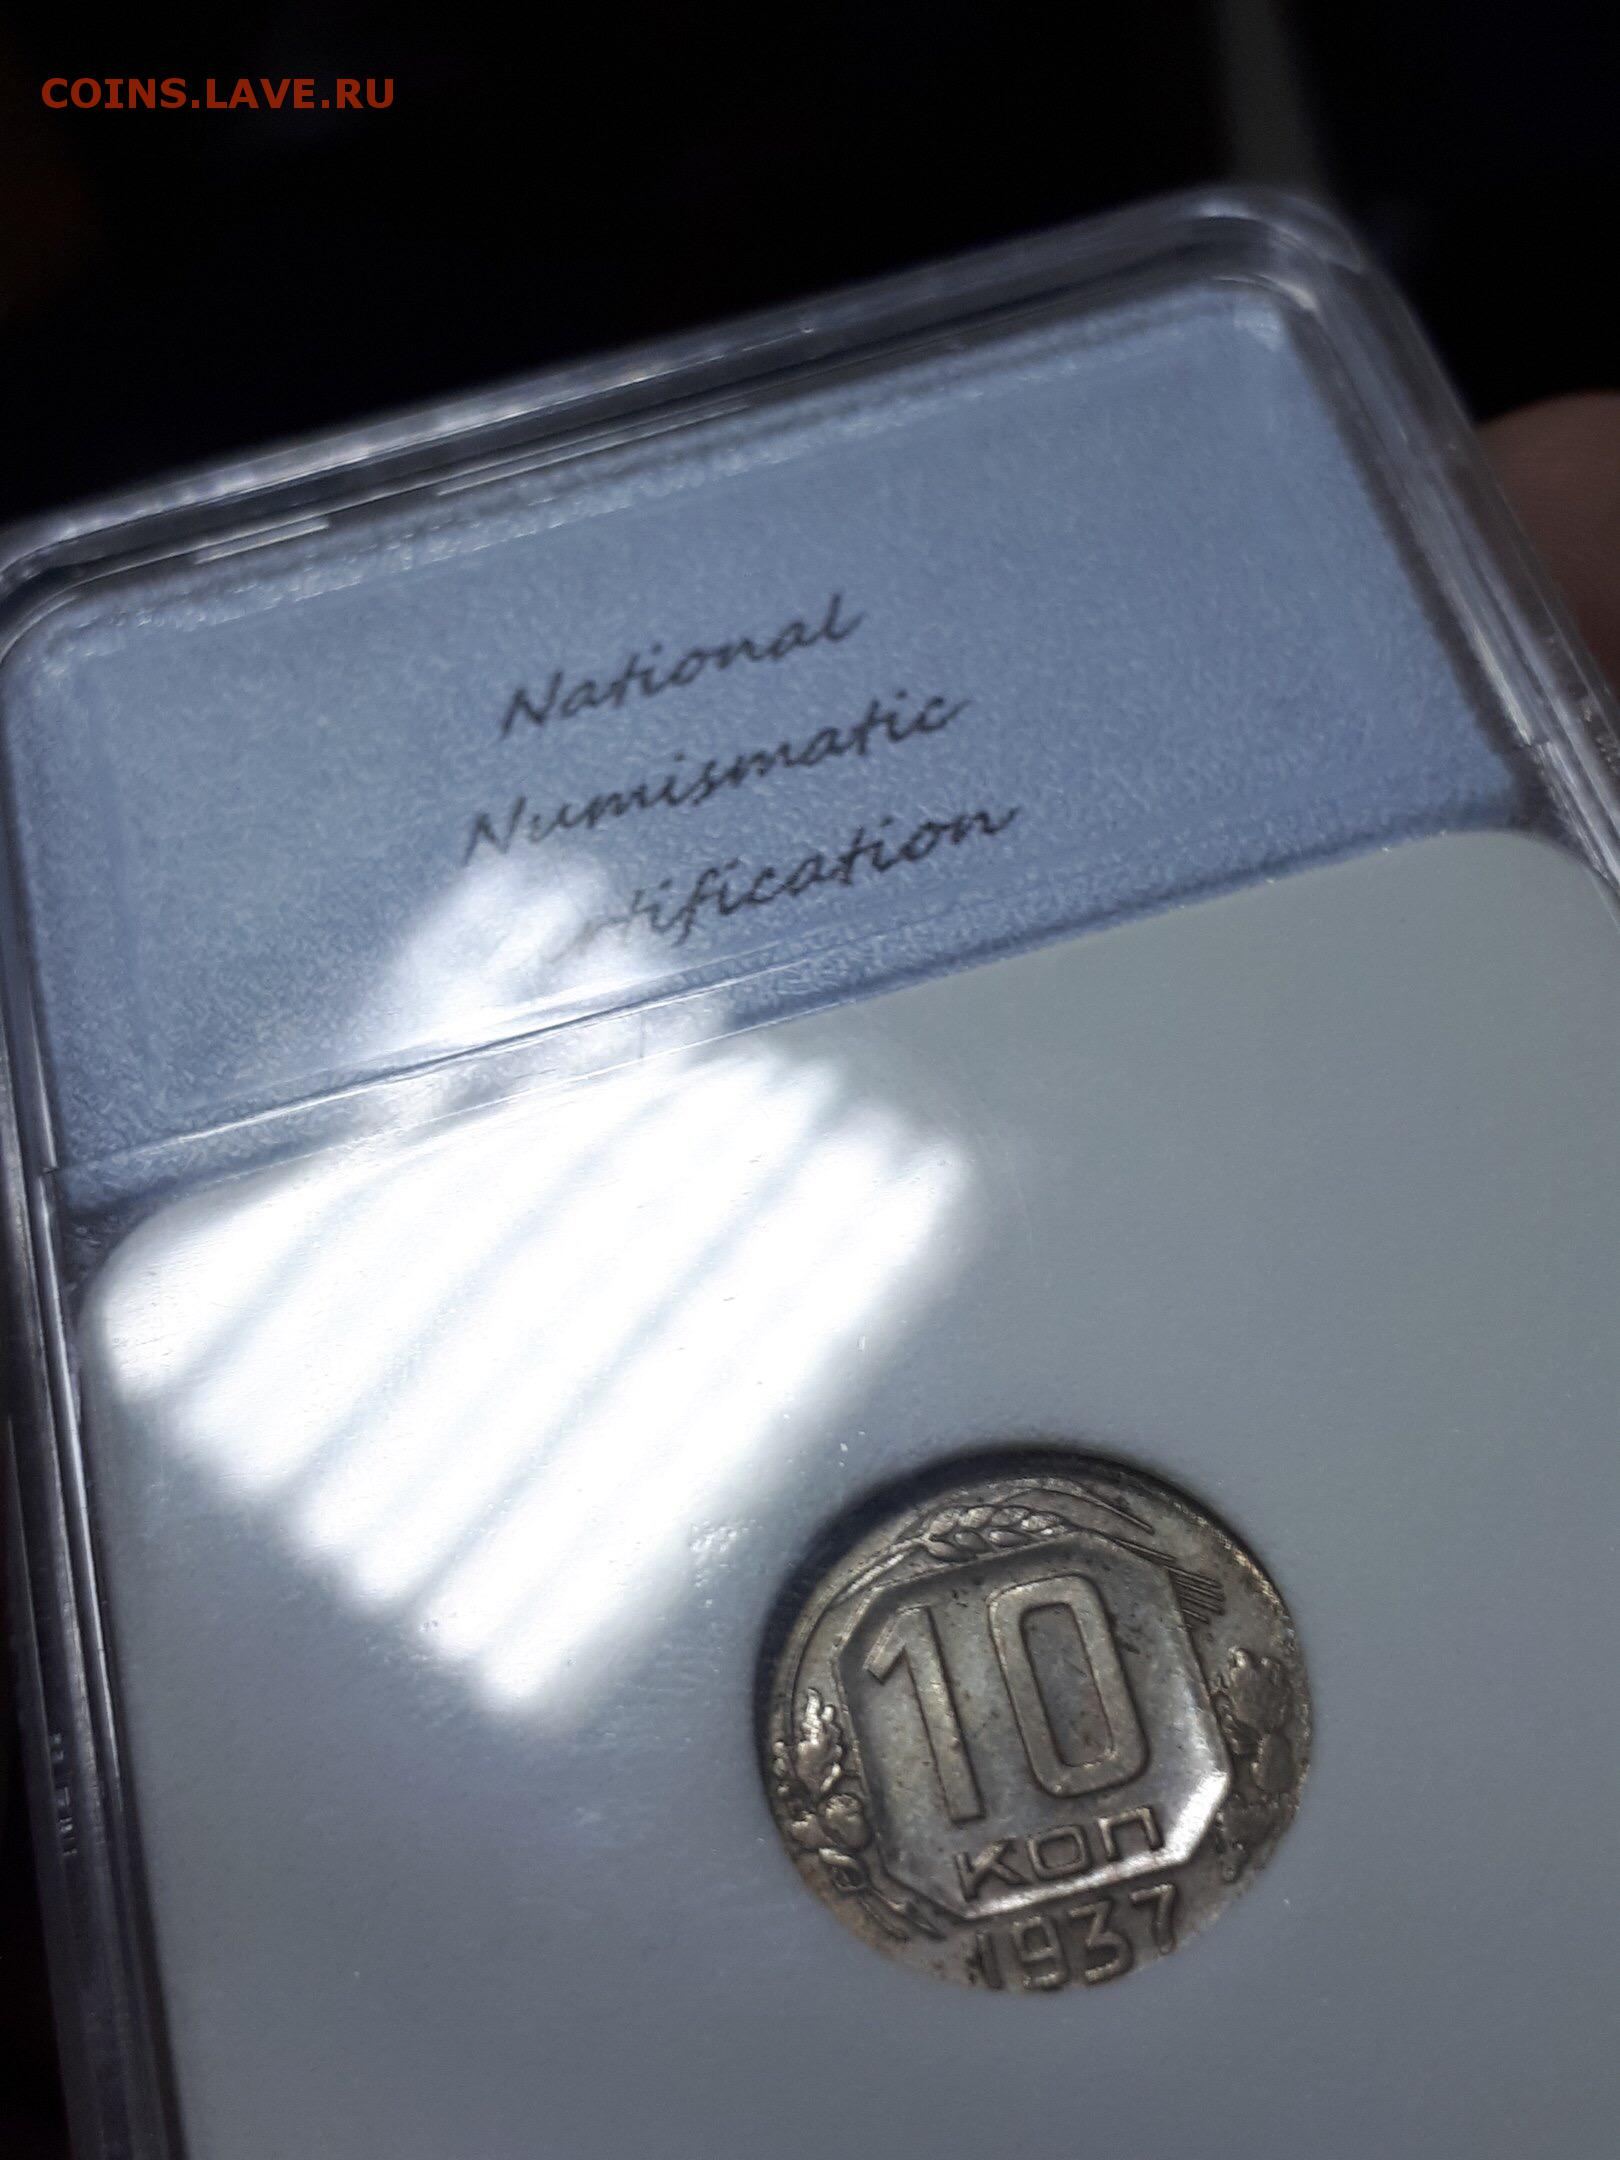 COINS.LAVE.RU
National
Numismatic
10
коп
1937